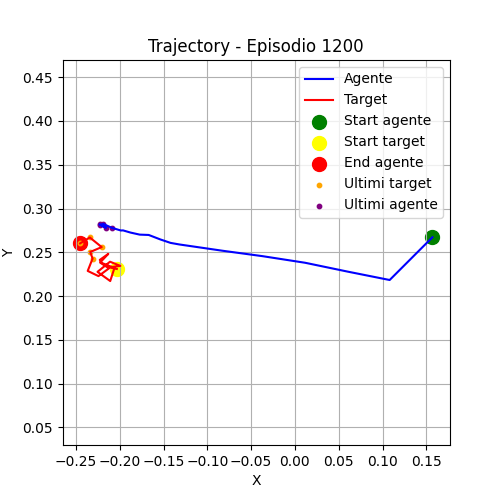 Trajectory - Episodio 1200
Y
0.45
0.40
0.35
0.30
0.25
0.20
0.15
0.10
0.05
Agente
Target
Start agente
Start target
End agente
Ultimi target
Ultimi agente
−0.25 −0.20 −0.15 −0.10 −0.05 0.00 0.05 0.10 0.15
X